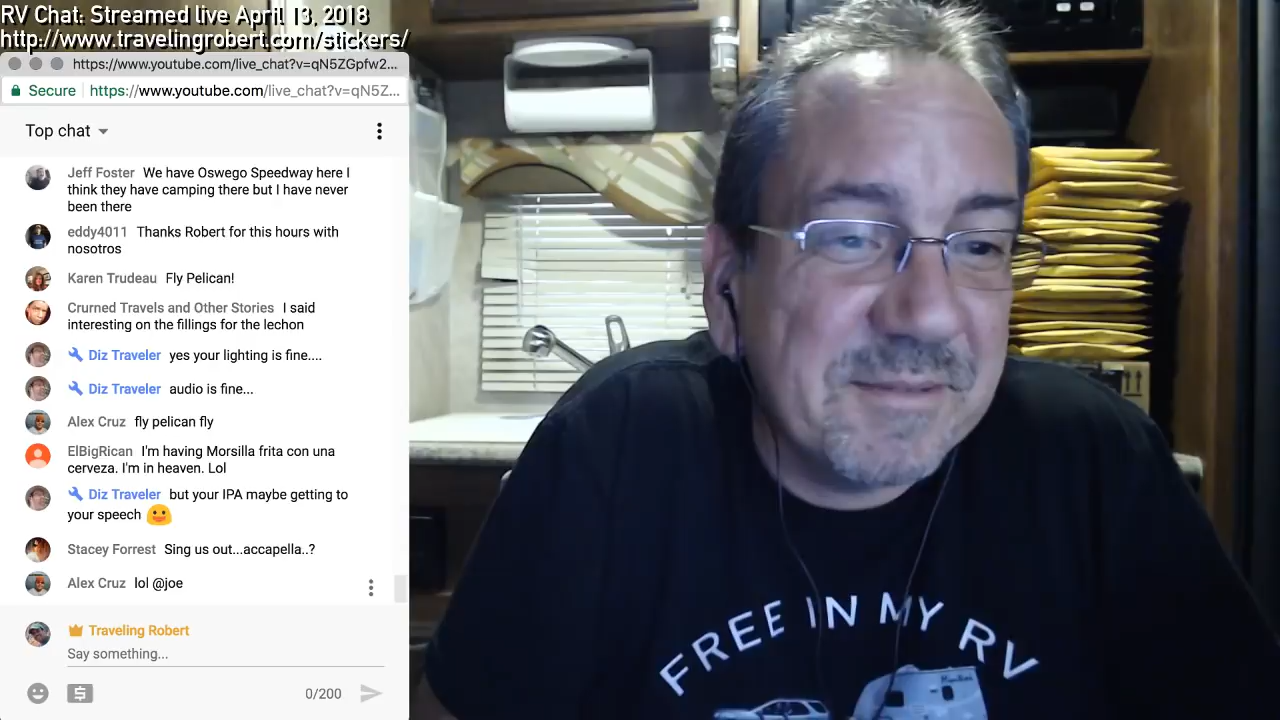 RV Chat: Streamed live April 13, 2018
http://www.travelingrobert.com/stickers/
https://www.youtube.com/live_chat?v=qN5ZGpfw2...
Secure https://www.youtube.com/live_chat?v=qN5Z...
Top chat
Jeff Foster We have Oswego Speedway here I
think they have camping there but I have never
been there
eddy4011 Thanks Robert for this hours with
nosotros
Karen Trudeau Fly Pelican!
Crurned Travels and Other Stories I said
interesting on the fillings for the lechon
Diz Traveler yes your lighting is fine....
Diz Traveler audio is fine...
Alex Cruz fly pelican fly
ElBigRican I'm having Morsilla frita con una
cerveza. I'm in heaven. Lol
Diz Traveler but your IPA maybe getting to
your speech
Stacey Forrest Sing us out...accapella..?
Alex Cruz lol @joe
Traveling Robert
Say something...
0/200
FREE IN MY RV